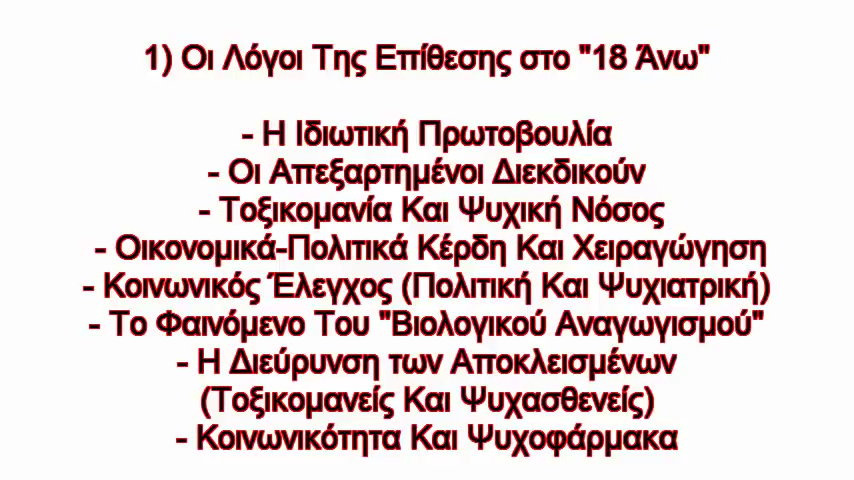 1) Οι Λόγοι Της Επίθεσης στο "18 Άνω"
- Η Ιδιωτική Πρωτοβουλία
- Οι Απεξαρτημένοι Διεκδικούν
- Τοξικομανία Και Ψυχική Νόσος
- Οικονομικά-Πολιτικά Κέρδη Και Χειραγώγηση
- Κοινωνικός Έλεγχος (Πολιτική Και Ψυχιατρική)
- Το Φαινόμενο Του "Βιολογικού Αναγωγισμού"
- Η Διεύρυνση των Αποκλεισμένων
(Τοξικομανείς Και Ψυχασθενείς)
- Κοινωνικότητα Και Ψυχοφάρμακα